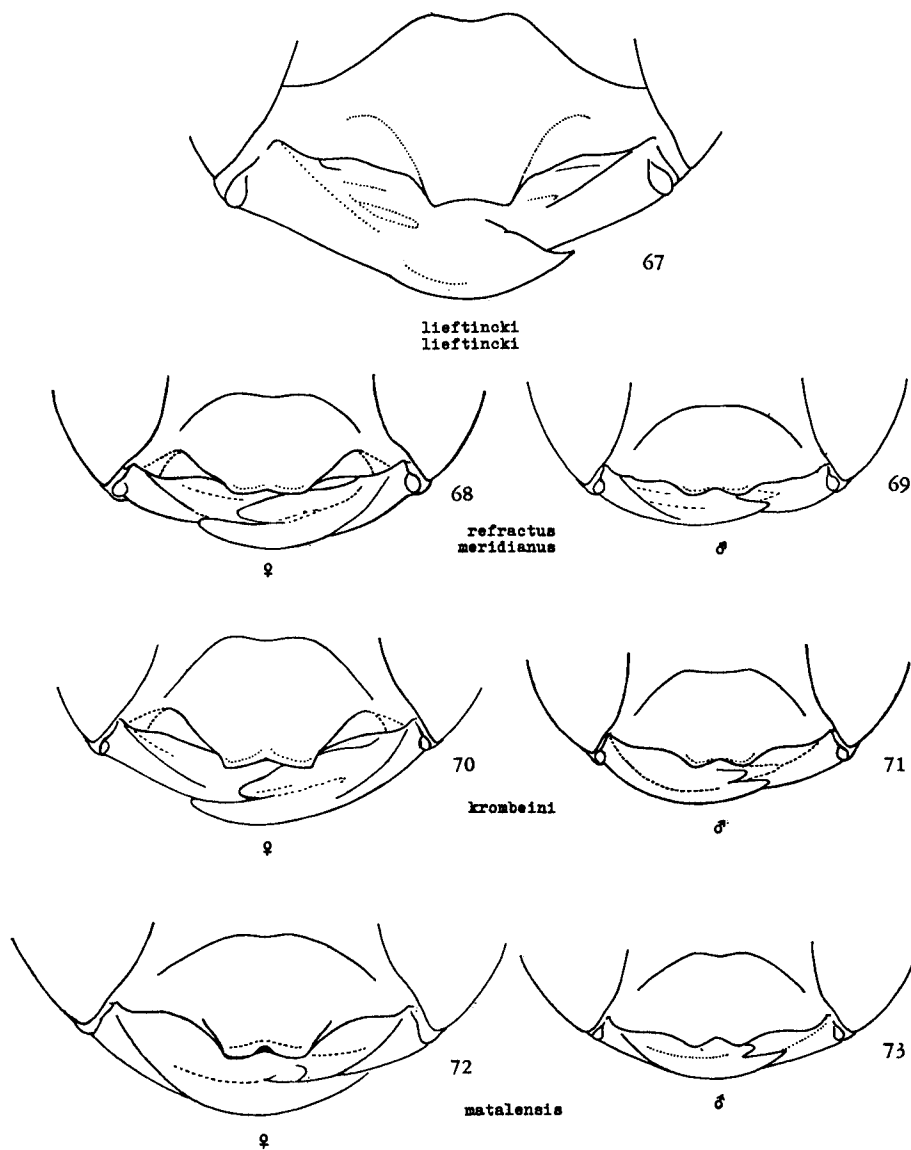 67
lieftincki
lieftincki
68
69
refractus
meridianus
♀
♂
70
71
krombeini
♀
♂
72
73
matalensis
♀
♂